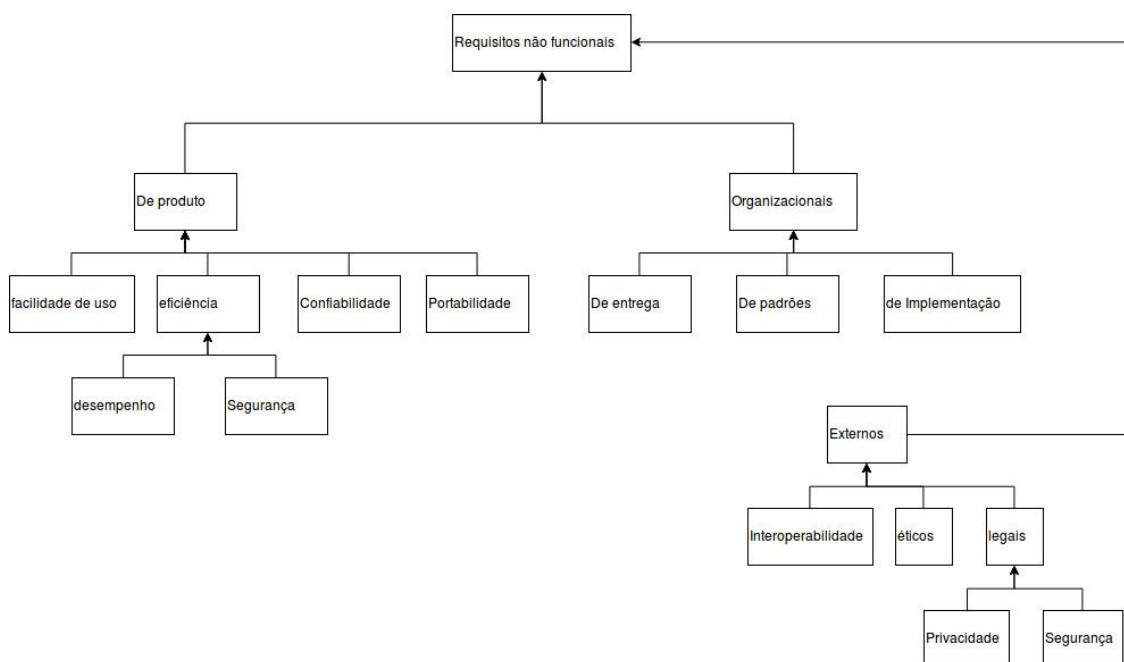 Requisitos não funcionais
De produto
Organizacionais
facilidade de uso
eficiência
Confiabilidade
Portabilidade
De entrega
De padrões
de Implementação
desempenho
Segurança
Externos
Interoperabilidade
éticos
legais
Privacidade
Segurança